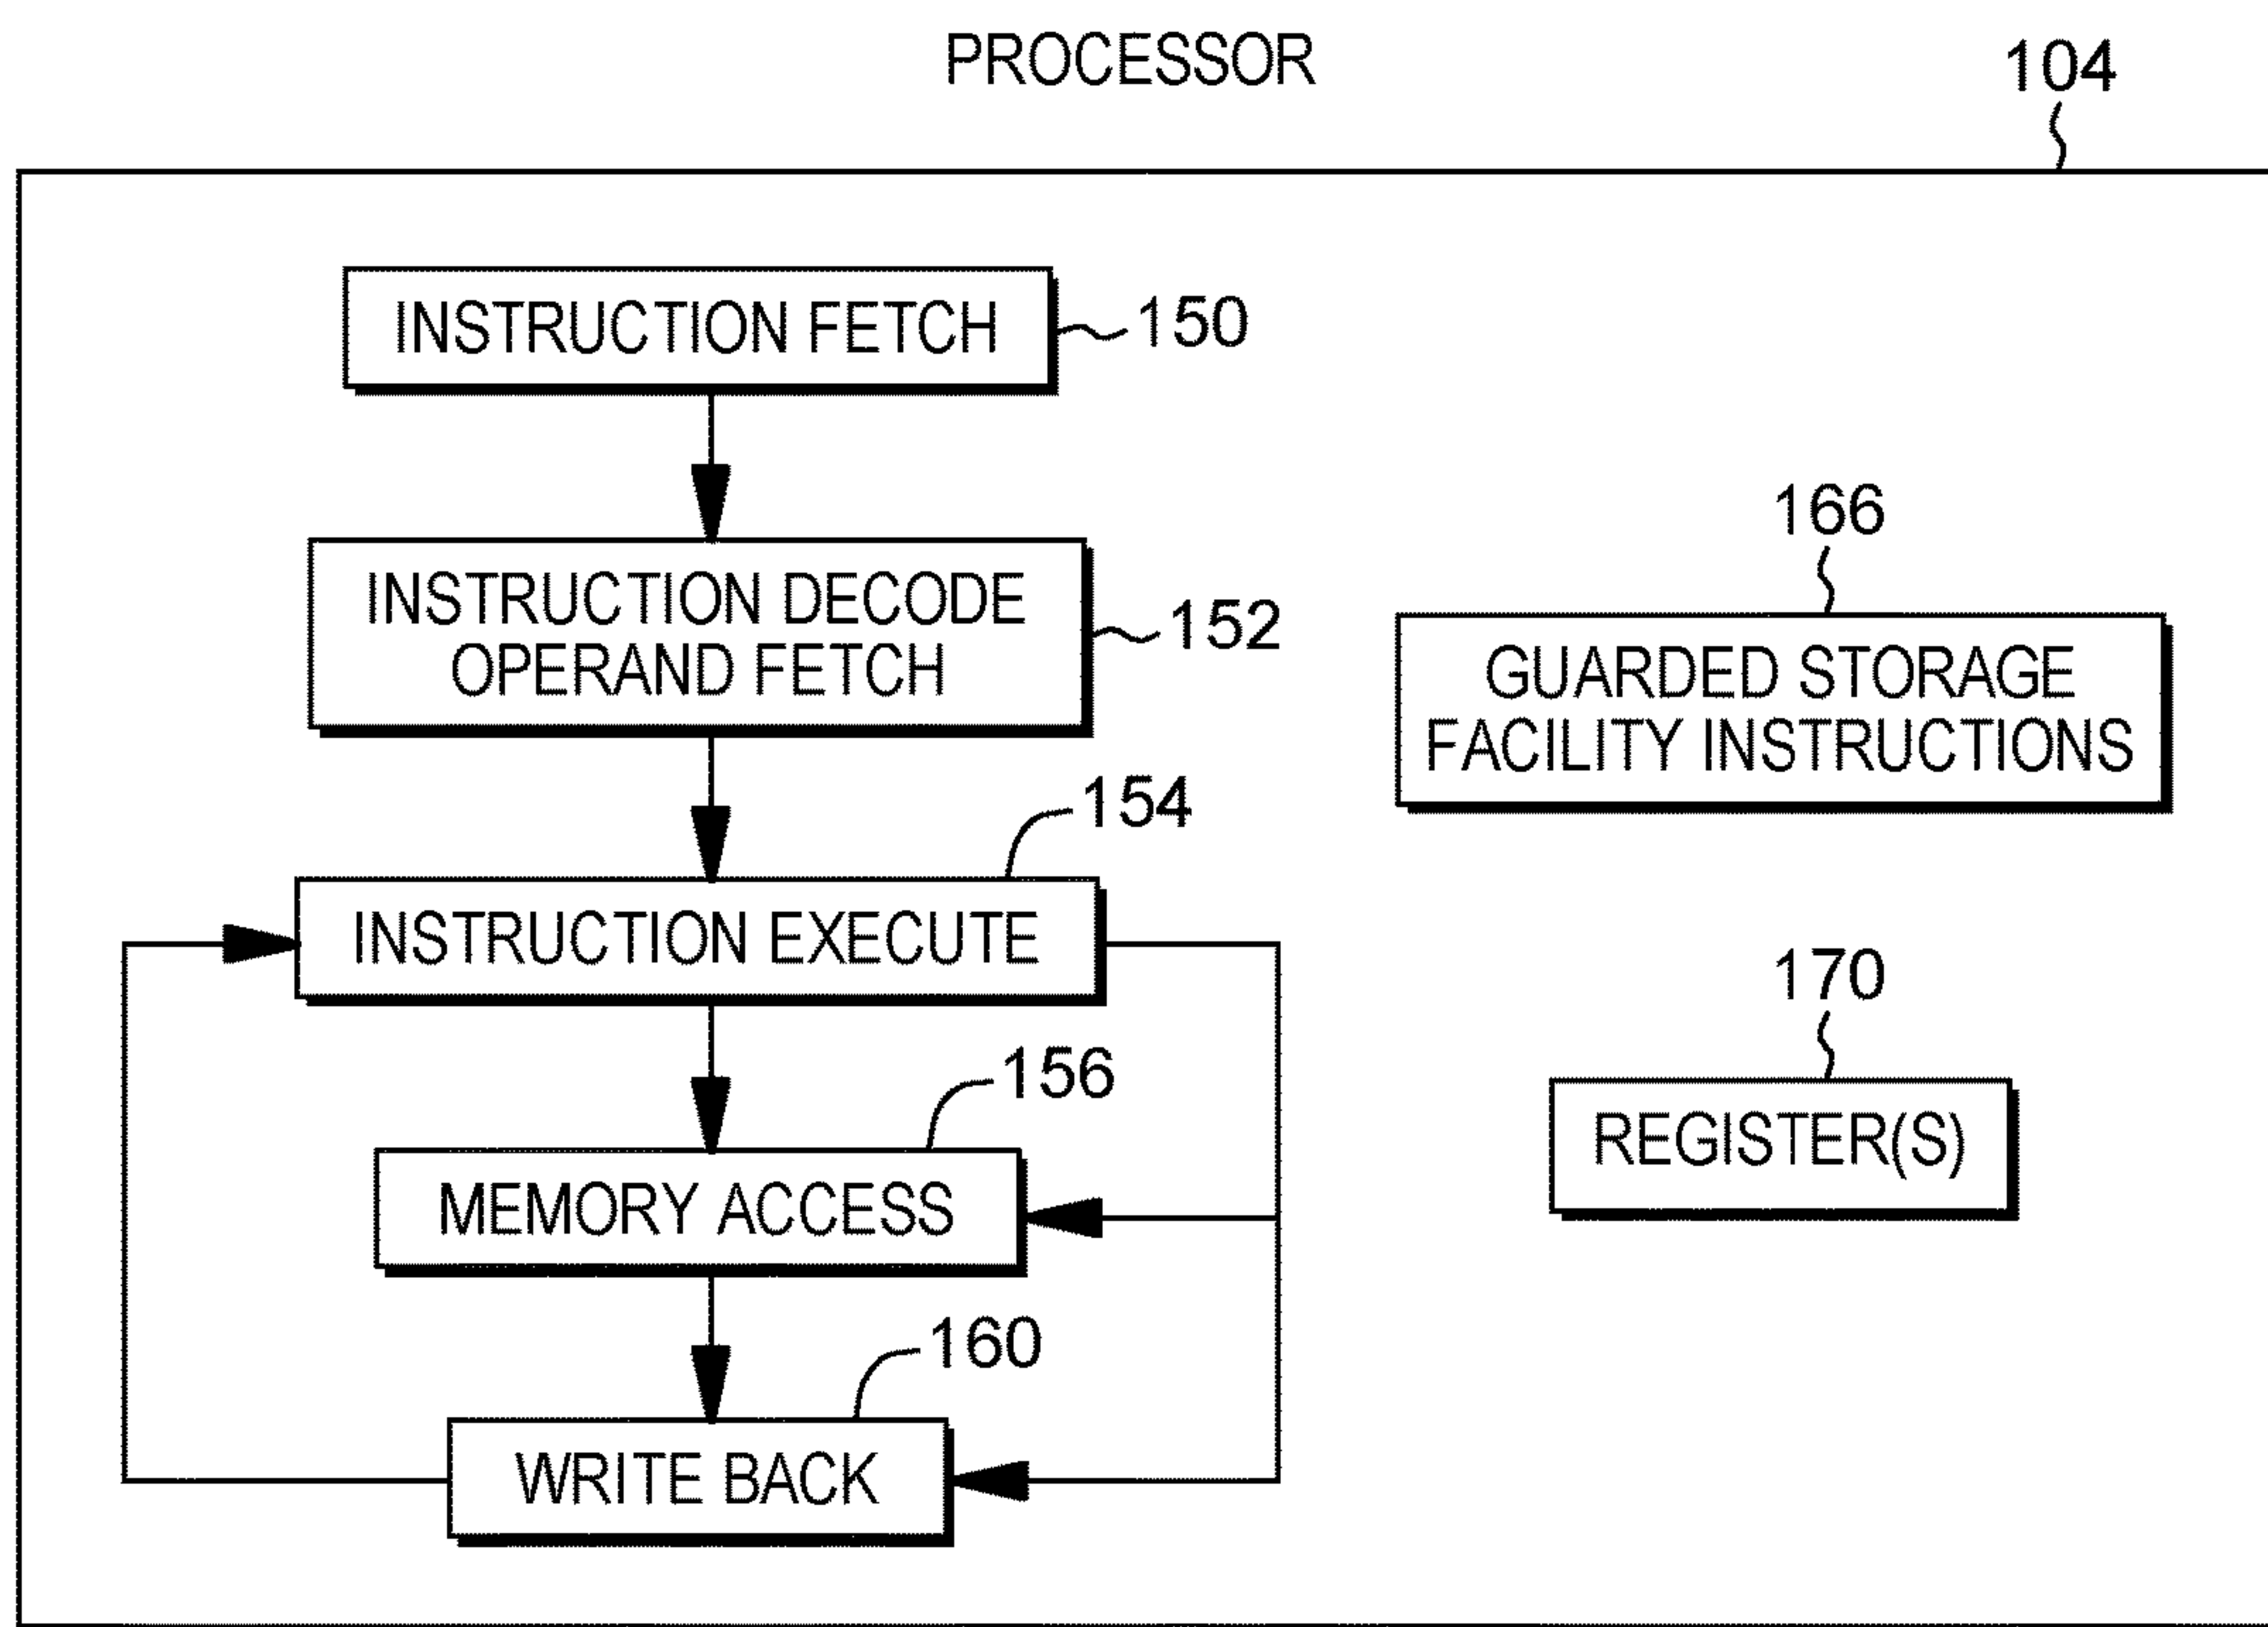 PROCESSOR
104
INSTRUCTION FETCH
150
INSTRUCTION DECODE
OPERAND FETCH
152
166
GUARDED STORAGE
FACILITY INSTRUCTIONS
154
INSTRUCTION EXECUTE
170
REGISTER(S)
156
MEMORY ACCESS
160
WRITE BACK